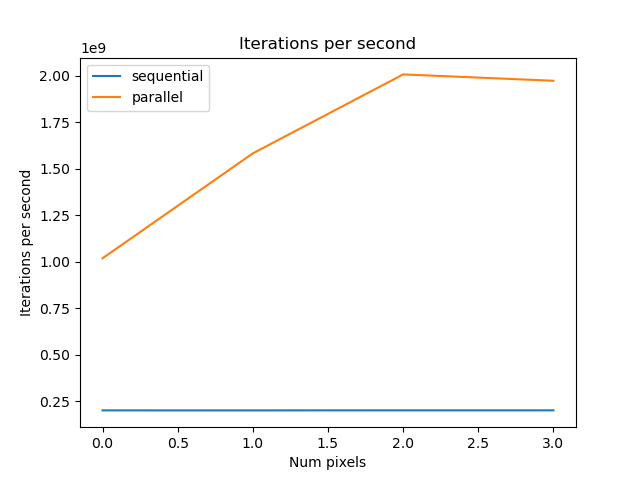 Iterations per second
1e9
sequential
parallel
2.00
1.75
1.50
1.25
1.00
0.75
0.50
0.25
Iterations per second
0.0 0.5 1.0 1.5 2.0 2.5 3.0
Num pixels